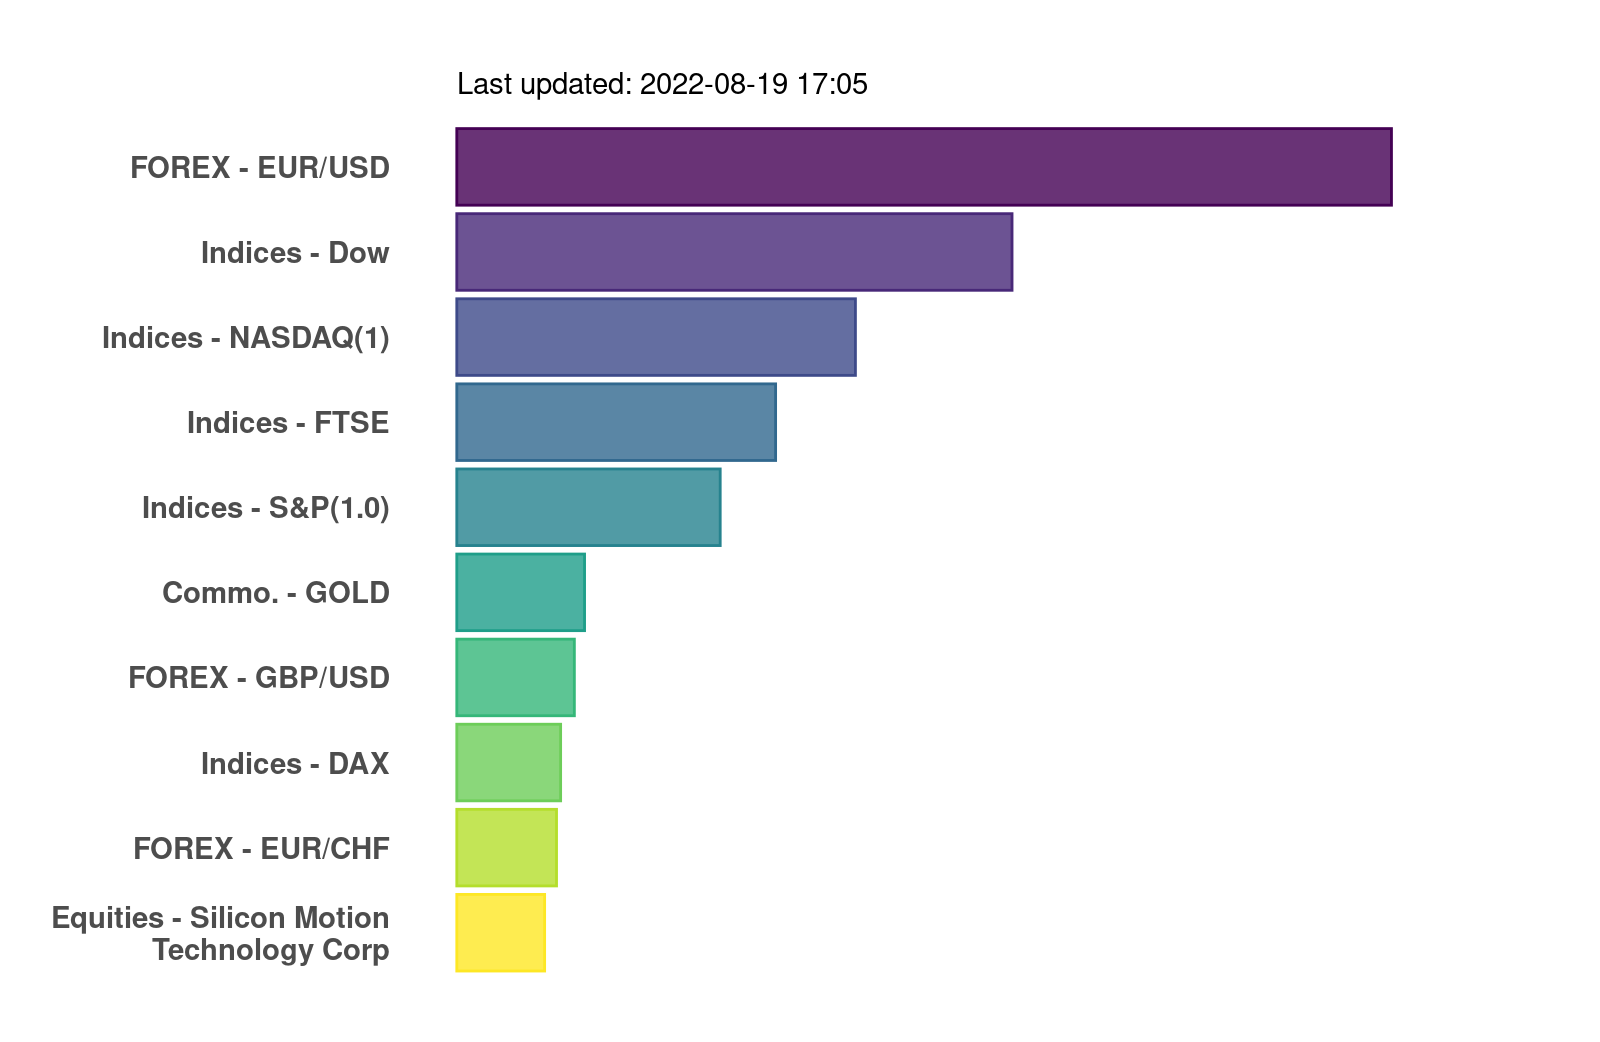 Last updated: 2022-08-19 17:05
FOREX - EUR/USD
Indices - Dow
Indices - NASDAQ(1)
Indices - FTSE
Indices - S&P(1.0)
Commo. - GOLD
FOREX - GBP/USD
Indices - DAX
FOREX - EUR/CHF
Equities - Silicon Motion
Technology Corp